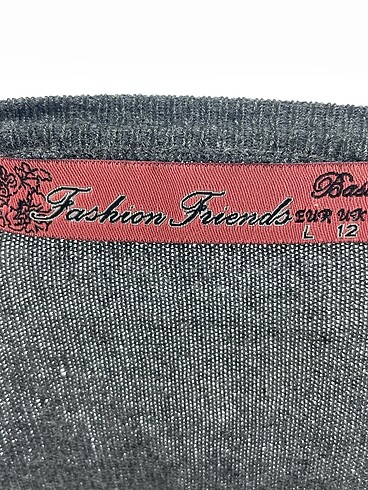 Fashion Friends
EUR UK
L 12